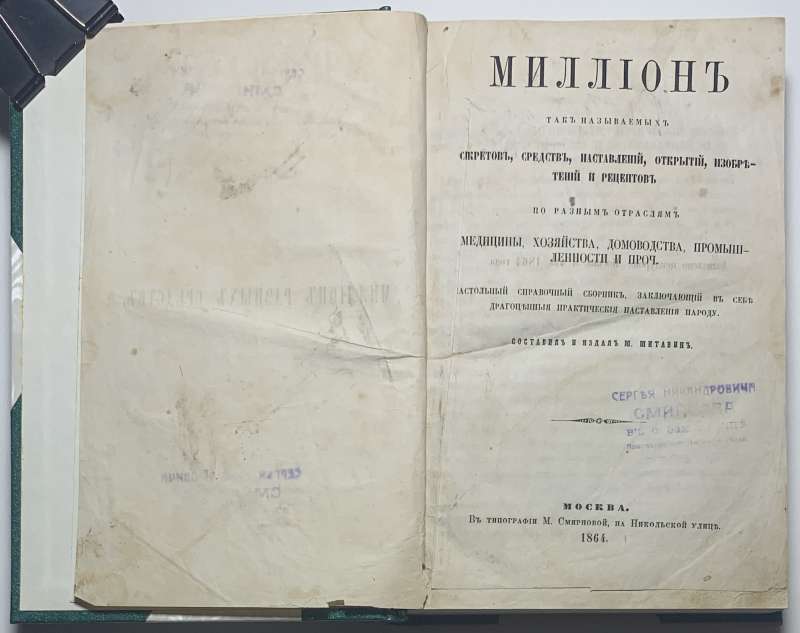 МИЛЛІОНЪ
ТАКЪ НАЗЫВАЕМЫХЪ
СЕКРЕТОВЪ, СРЕДСТВЪ, НАСТАВЛЕНІЙ, ОТКРЫТІЙ, ИЗОБРѢ-
ТЕНІЙ И РЕЦЕПТОВЪ
ПО РАЗНЫМЪ ОТРАСЛЯМЪ
МЕДИЦИНЫ, ХОЗЯЙСТВА, ДОМОВОДСТВА, ПРОМЫШ-
ЛЕННОСТИ И ПРОЧ.
НАСТОЛЬНЫЙ СПРАВОЧНЫЙ СБОРНИКЪ, ЗАКЛЮЧАЮЩІЙ ВЪ СЕБѢ
ДРАГОЦѢННЫЯ ПРАКТИЧЕСКІЯ НАСТАВЛЕНІЯ НАРОДУ.
СОСТАВИЛЪ И ИЗДАЛЪ Ю. ШИТАВИНЪ.
СЕРГѢЯ НИКАНДРОВИЧА
МОСКВА.
Въ типографіи М. Смирновой, на Никольской улицѣ.
1864.